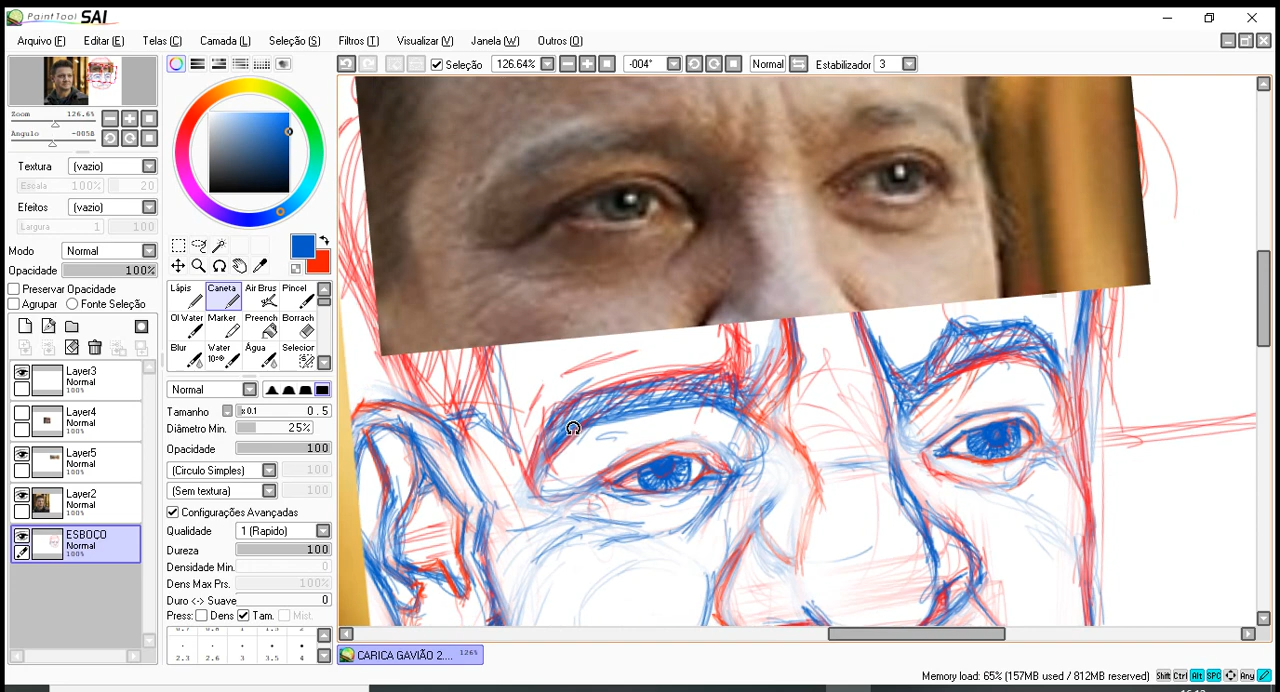 PaintTool SAI
Arquivo (F) Editar (E) Telas (C) Camada (L) Seleção (S) Filtros (T) Visualizar (V) Janela (W) Outros (O)
Seleção 126.64% -004° Normal Estabilizador 3
Zoom 126.6%
Angulo -005B
Textura (vazio)
Escala 100% 20
Efeitos (vazio)
Largura 1 100
Modo Normal
Opacidade 100%
Preservar Opacidade
Agrupar Fonte Seleção
Layer3
Normal
100%
Layer4
Normal
100%
Layer5
Normal
100%
Layer2
Normal
100%
ESBOÇO
Normal
100%
Lápis Caneta Air Brus Pincel
Oil Water Marker Preench Borrach
Blur Water Água Selecior
10*®
Normal
Tamanho x0.1 0.5
Diâmetro Min. 25%
Opacidade 100
(Circulo Simples) 100
(Sem textura) 100
Configurações Avançadas
Qualidade 1 (Rapido)
Dureza 100
Densidade Min. 0
Dens Max Prs. 100%
Duro <-> Suave 0
Press: Dens Tam. Mist.
2.3 2.6 3 3.5 4
CARICA GAVIÃO 2.... 126%
Memory load: 65% (157MB used / 812MB reserved) Shift Ctrl Alt SPC Any